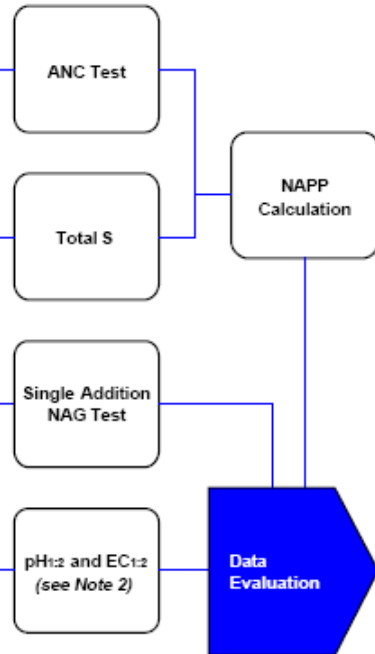 ANC Test
NAPP
Calculation
Total S
Single Addition
NAG Test
pH1:2 and EC1:2
(see Note 2)
Data
Evaluation